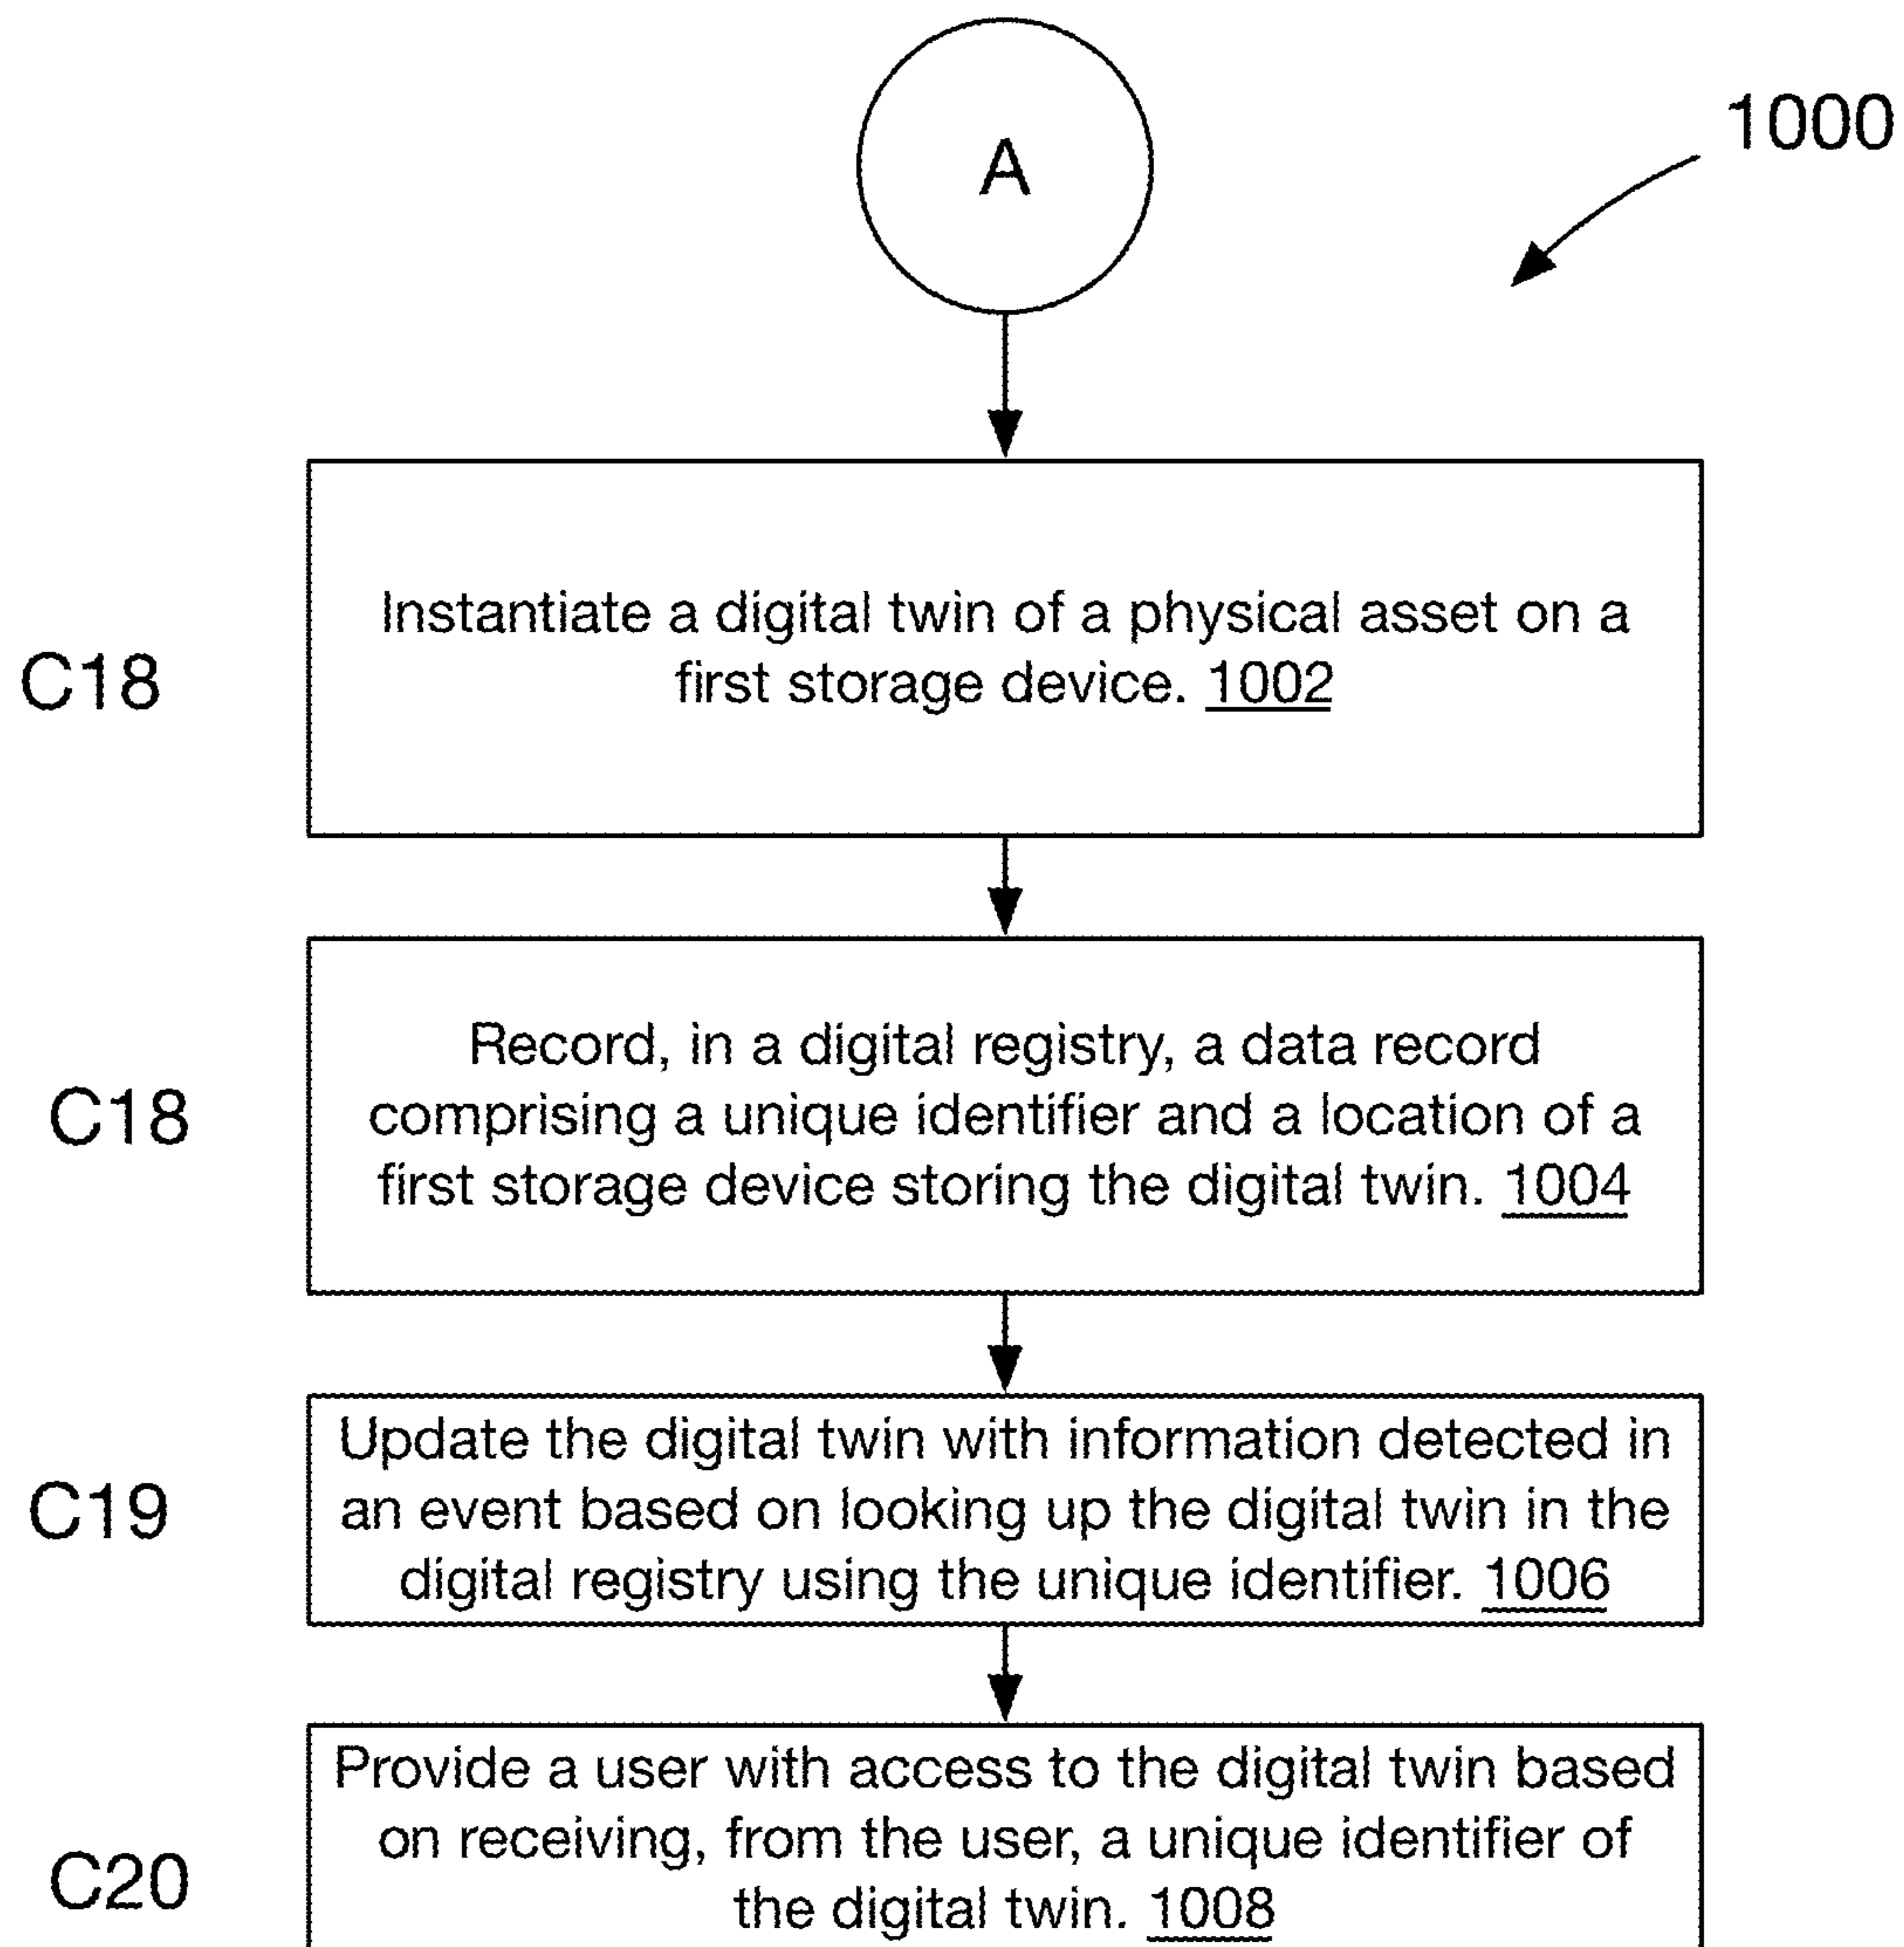 A
1000
C18
Instantiate a digital twin of a physical asset on a
first storage device. 1002
C18
Record, in a digital registry, a data record
comprising a unique identifier and a location of a
first storage device storing the digital twin. 1004
C19
Update the digital twin with information detected in
an event based on looking up the digital twin in the
digital registry using the unique identifier. 1006
C20
Provide a user with access to the digital twin based
on receiving, from the user, a unique identifier of
the digital twin. 1008